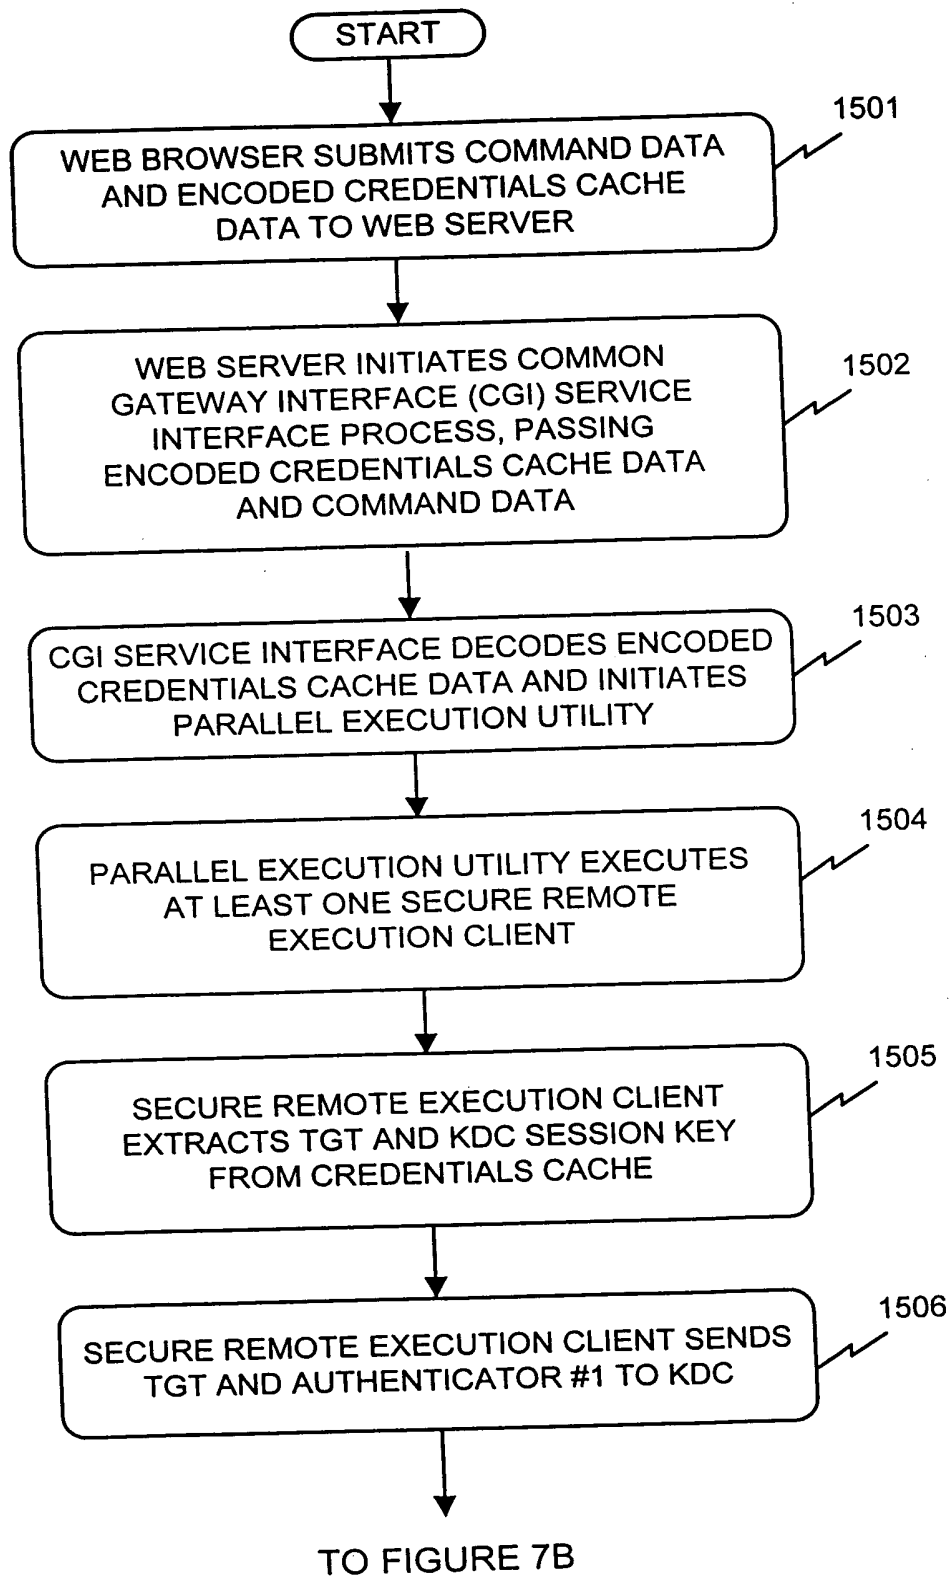 START
1501
WEB BROWSER SUBMITS COMMAND DATA
AND ENCODED CREDENTIALS CACHE
DATA TO WEB SERVER
1502
WEB SERVER INITIATES COMMON
GATEWAY INTERFACE (CGI) SERVICE
INTERFACE PROCESS, PASSING
ENCODED CREDENTIALS CACHE DATA
AND COMMAND DATA
1503
CGI SERVICE INTERFACE DECODES ENCODED
CREDENTIALS CACHE DATA AND INITIATES
PARALLEL EXECUTION UTILITY
1504
PARALLEL EXECUTION UTILITY EXECUTES
AT LEAST ONE SECURE REMOTE
EXECUTION CLIENT
1505
SECURE REMOTE EXECUTION CLIENT
EXTRACTS TGT AND KDC SESSION KEY
FROM CREDENTIALS CACHE
1506
SECURE REMOTE EXECUTION CLIENT SENDS
TGT AND AUTHENTICATOR #1 TO KDC
TO FIGURE 7B